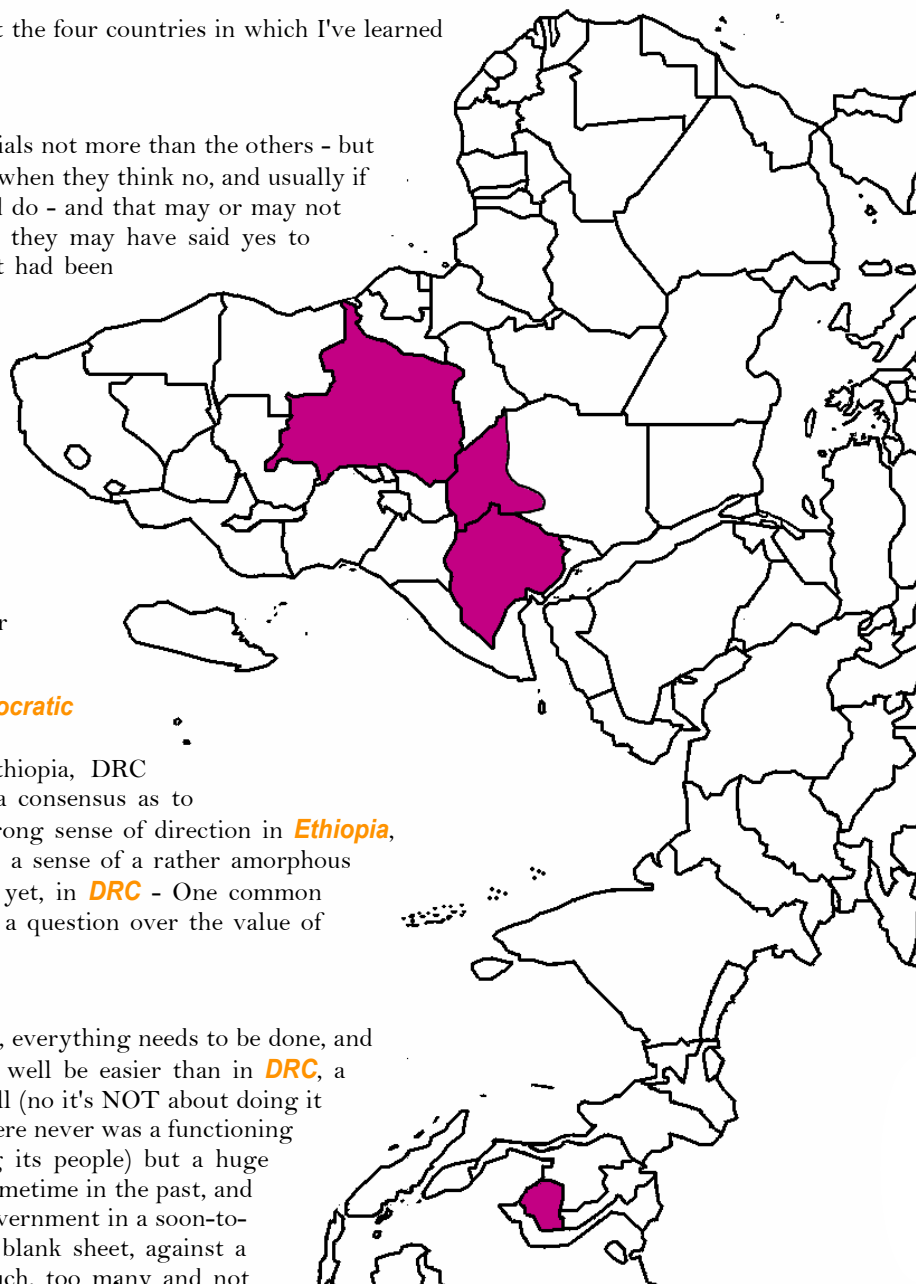 t the four countries in which I've learned
ials not more than the others - but
when they think no, and usually if
l do - and that may or may not
they may have said yes to
t had been
r
ocratic
thiopia, DRC
a consensus as to
rong sense of direction in Ethiopia,
a sense of a rather amorphous
yet, in DRC - One common
a question over the value of
, everything needs to be done, and
well be easier than in DRC, a
ll (no it's NOT about doing it
ere never was a functioning
g its people) but a huge
metime in the past, and
vernment in a soon-to-
blank sheet, against a
uch, too many and not